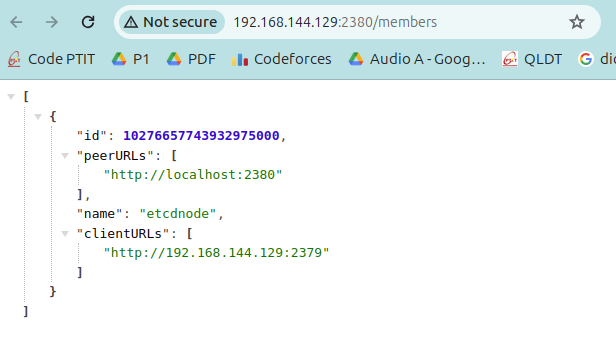 Not secure 192.168.144.129:2380/members
Code PTIT P1 PDF Codeforces Audio A - Goog... QLDT dic
[
{
"id": 10276657743932975000,
"peerURLs": [
"http://localhost:2380"
],
"name": "etcdnode",
"clientURLs": [
"http://192.168.144.129:2379"
]
}
]